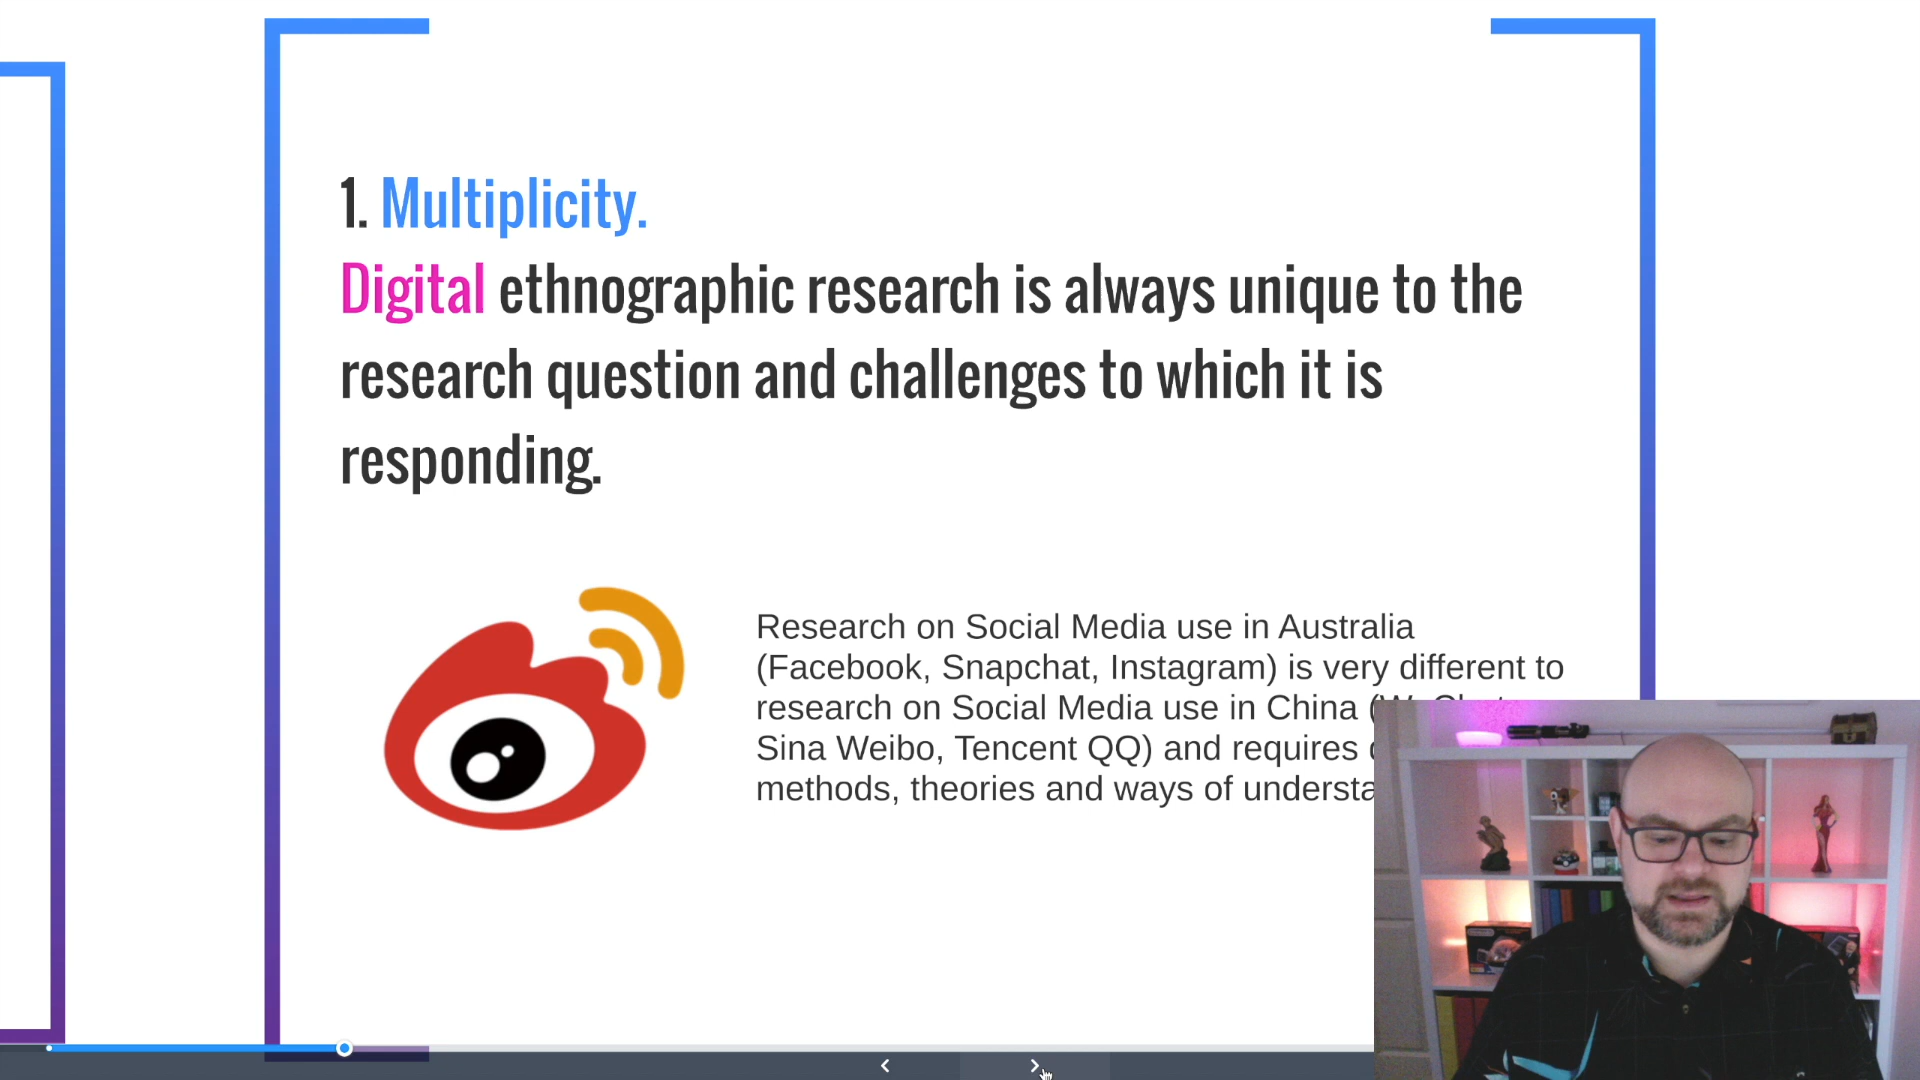 1. Multiplicity.
Digital ethnographic research is always unique to the
research question and challenges to which it is
responding.
Research on Social Media use in Australia
(Facebook, Snapchat, Instagram) is very different to
research on Social Media use in China
Sina Weibo, Tencent QQ) and requires
methods, theories and ways of